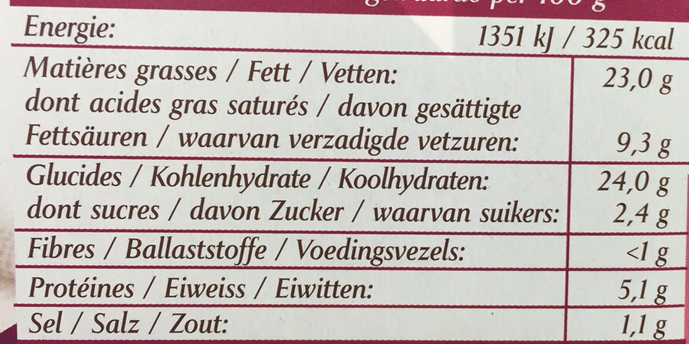 per 100 g
Energie: 1351 kJ / 325 kcal
Matières grasses / Fett / Vetten: 23,0 g
dont acides gras saturés / davon gesättigte
Fettsäuren / waarvan verzadigde vetzuren: 9,3 g
Glucides / Kohlenhydrate / Koolhydraten: 24,0 g
dont sucres / davon Zucker / waarvan suikers: 2,4 g
Fibres / Ballaststoffe / Voedingsvezels: <1 g
Protéines / Eiweiss / Eiwitten: 5,1 g
Sel / Salz / Zout: 1,1 g